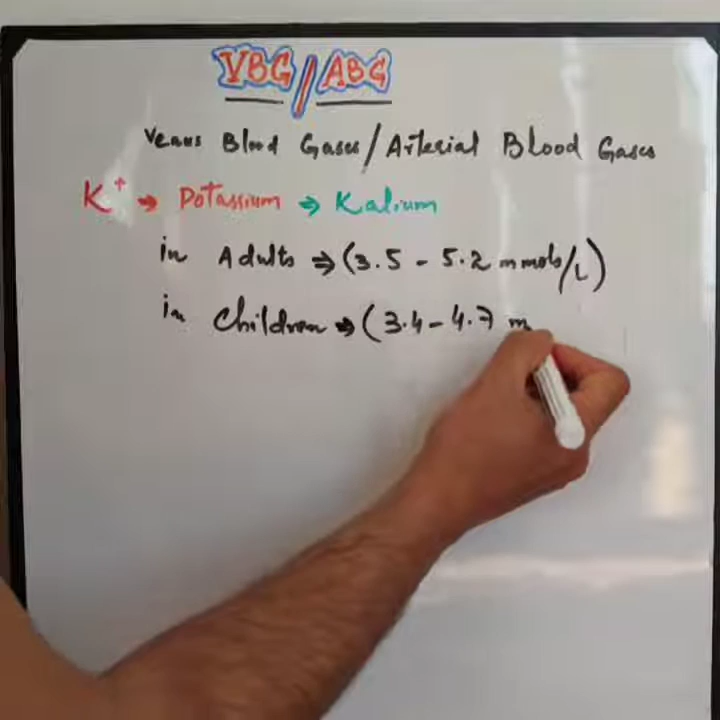 VBG/ABG
Venus Blood Gases/Arterial Blood Gases
K+ → Potassium → Kalium
in Adults ⇒ (3.5 - 5.2 mmols/L)
in Children ⇒ (3.4 - 4.7 m